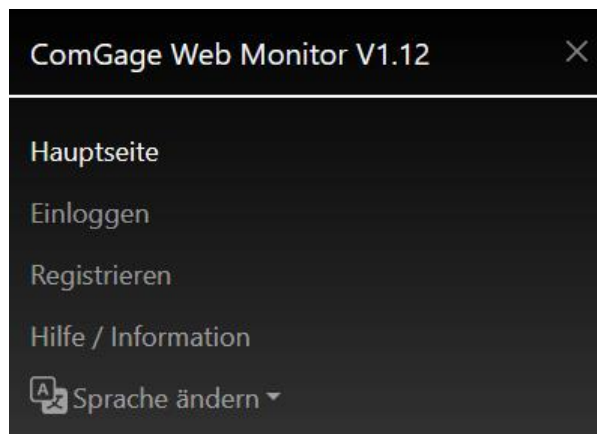 ComGage Web Monitor V1.12
Hauptseite
Einloggen
Registrieren
Hilfe / Information
Sprache ändern